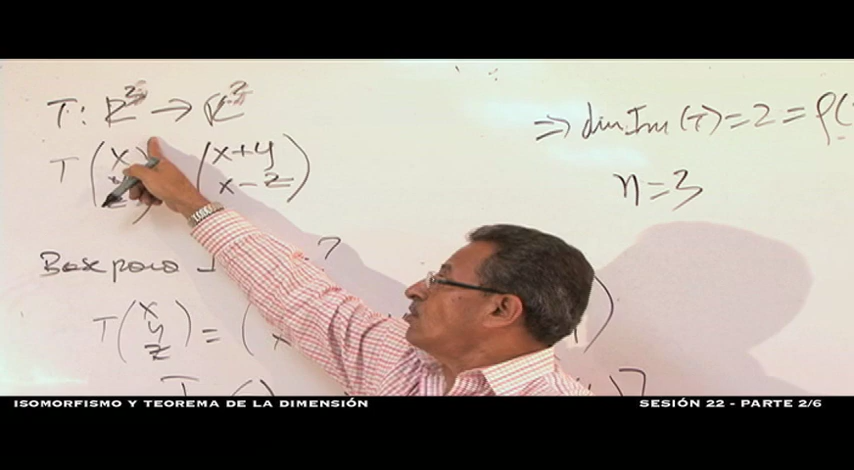 T: ℝ³ → ℝ²
T(x y z) (x+y x-z)
⇒ dim Im(T) = 2 = ρ(
n = 3
Base para ?
T(x y z) = (
ISOMORFISMO Y TEOREMA DE LA DIMENSIÓN
SESIÓN 22 - PARTE 2/6